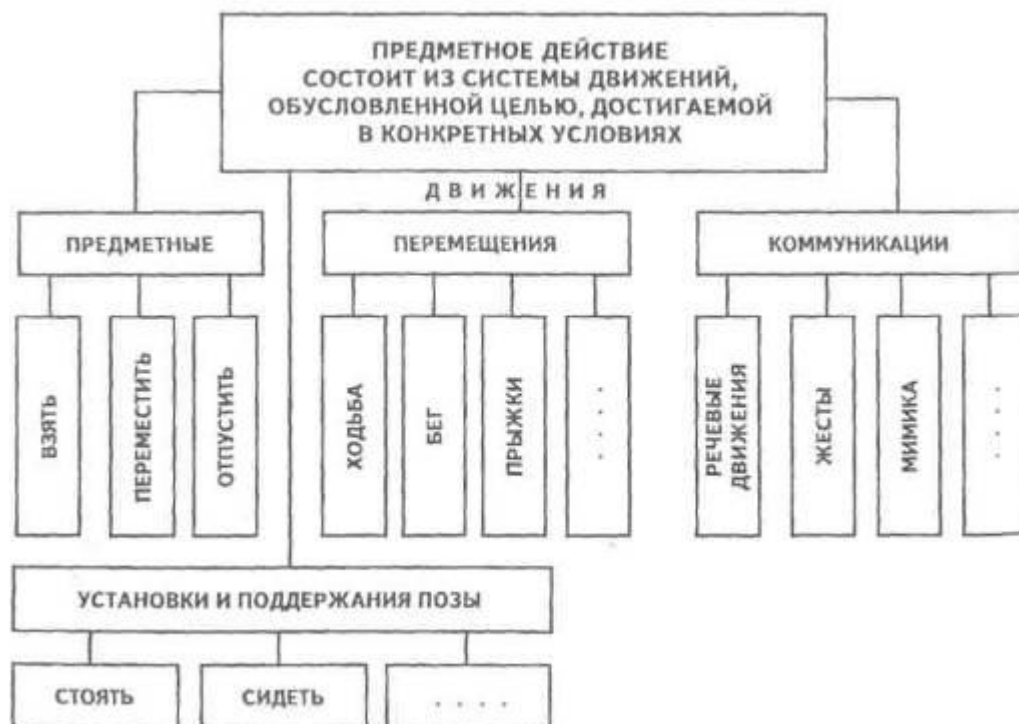 ПРЕДМЕТНОЕ ДЕЙСТВИЕ
СОСТОИТ ИЗ СИСТЕМЫ ДВИЖЕНИЙ,
ОБУСЛОВЛЕННОЙ ЦЕЛЬЮ, ДОСТИГАЕМОЙ
В КОНКРЕТНЫХ УСЛОВИЯХ
ДВИЖЕНИЯ
ПРЕДМЕТНЫЕ
ПЕРЕМЕЩЕНИЯ
КОММУНИКАЦИИ
ВЗЯТЬ
ПЕРЕМЕСТИТЬ
ОТПУСТИТЬ
ХОДЬБА
БЕГ
ПРЫЖКИ
. . . .
РЕЧЕВЫЕ
ДВИЖЕНИЯ
ЖЕСТЫ
МИМИКА
. . . .
УСТАНОВКИ И ПОДДЕРЖАНИЯ ПОЗЫ
СТОЯТЬ
СИДЕТЬ
. . . .